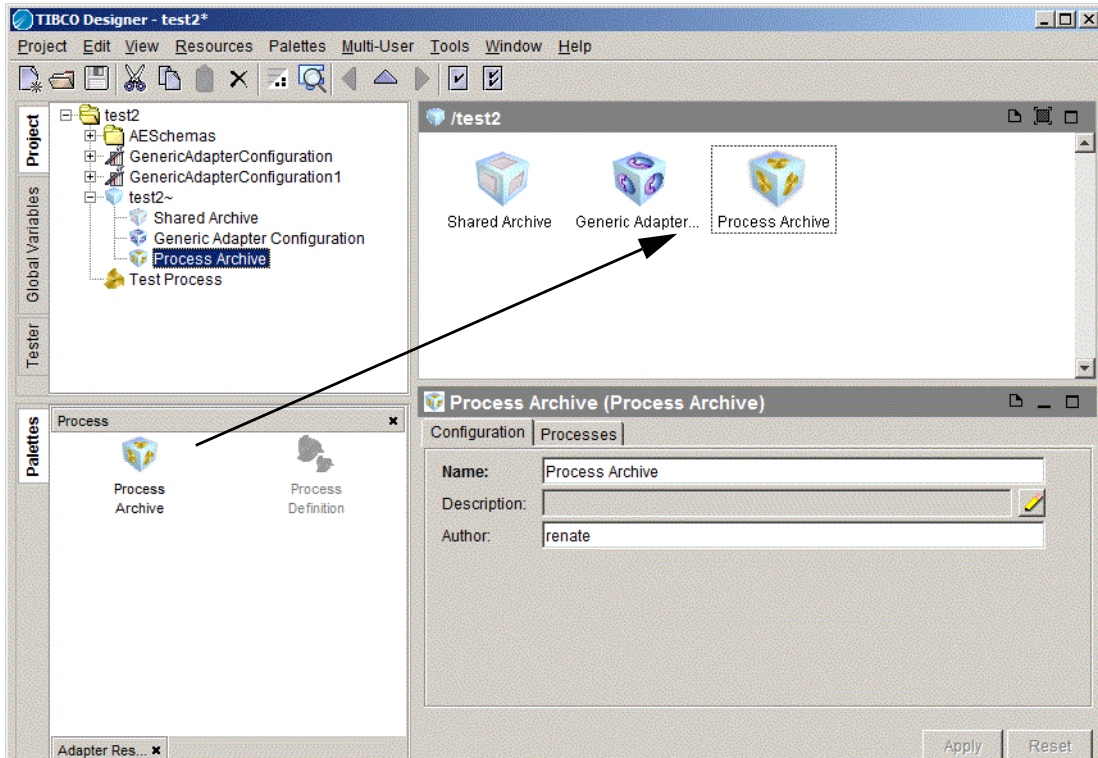 TIBCO Designer - test2*
Project Edit View Resources Palettes Multi-User Tools Window Help
Project
Global Variables
Tester
test2
AESchemas
GenericAdapterConfiguration
GenericAdapterConfiguration1
test2~
Shared Archive
Generic Adapter Configuration
Process Archive
Test Process
/test2
Shared Archive
Generic Adapter...
Process Archive
Palettes
Process
Process
Archive
Process
Definition
Adapter Res...
Process Archive (Process Archive)
Configuration
Processes
Name:
Process Archive
Description:
Author:
renate
Apply
Reset